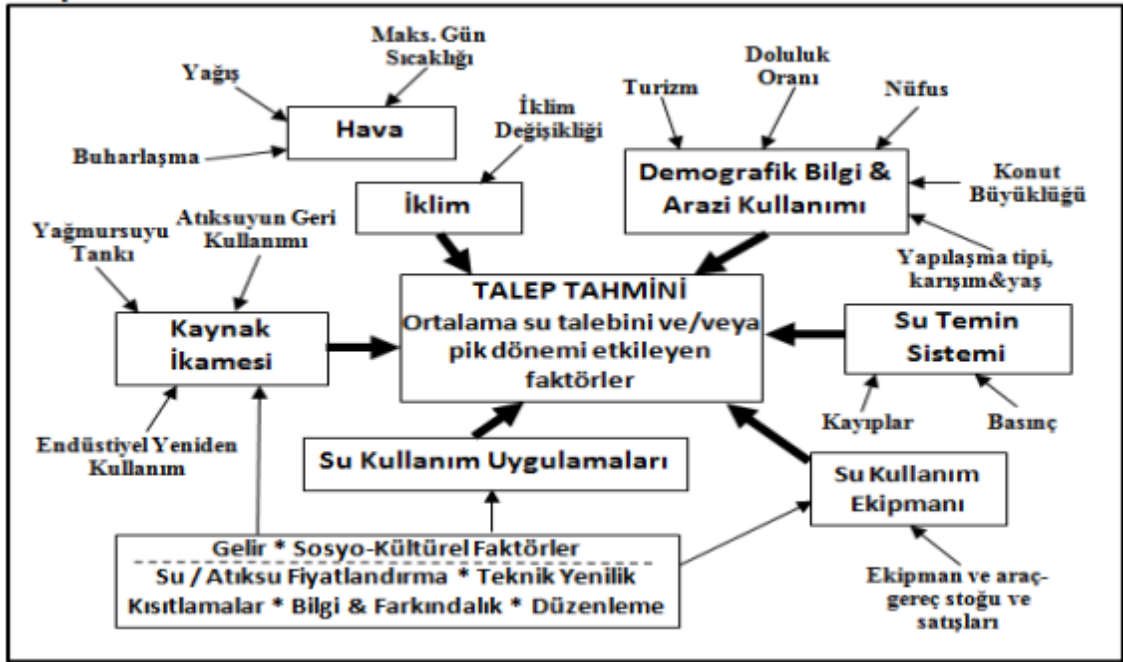 Maks. Gün
Sıcaklığı
Yağış
Hava
Buharlaşma
İklim
Değişikliği
İklim
Doluluk
Oranı
Turizm
Nüfus
Demografik Bilgi &
Arazi Kullanımı
Konut
Büyüklüğü
Yapılaşma tipi,
karışım&yaş
Yağmursuyu
Tankı
Atıksuyun Geri
Kullanımı
Kaynak
İkamesi
Endüstiyel Yeniden
Kullanım
TALEP TAHMİNİ
Ortalama su talebini ve/veya
pik dönemi etkileyen
faktörler
Su Temin
Sistemi
Kayıplar
Basınç
Su Kullanım Uygulamaları
Su Kullanım
Ekipmanı
Gelir * Sosyo-Kültürel Faktörler
Su / Atıksu Fiyatlandırma * Teknik Yenilik
Kısıtlamalar * Bilgi & Farkındalık * Düzenleme
Ekipman ve araç-
gereç stoğu ve
satışları